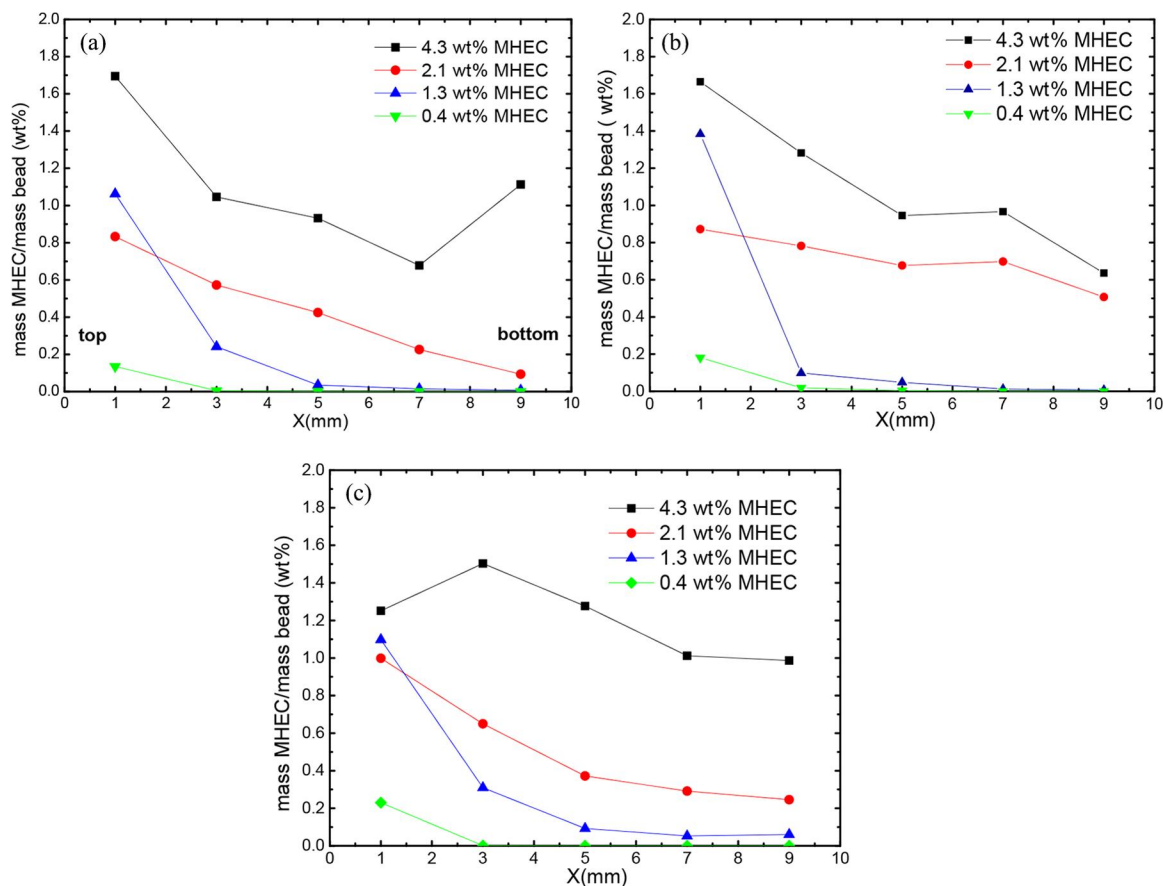 (a)
4.3 wt% MHEC
2.1 wt% MHEC
1.3 wt% MHEC
0.4 wt% MHEC
mass MHEC/mass bead (wt%)
2.0
1.8
1.6
1.4
1.2
1.0
0.8
0.6
0.4
0.2
0.0
top
bottom
0 1 2 3 4 5 6 7 8 9 10
X(mm)
(b)
4.3 wt% MHEC
2.1 wt% MHEC
1.3 wt% MHEC
0.4 wt% MHEC
mass MHEC/mass bead ( wt%)
2.0
1.8
1.6
1.4
1.2
1.0
0.8
0.6
0.4
0.2
0.0
0 1 2 3 4 5 6 7 8 9 10
X(mm)
(c)
4.3 wt% MHEC
2.1 wt% MHEC
1.3 wt% MHEC
0.4 wt% MHEC
mass MHEC/mass bead (wt%)
2.0
1.8
1.6
1.4
1.2
1.0
0.8
0.6
0.4
0.2
0.0
0 1 2 3 4 5 6 7 8 9 10
X(mm)